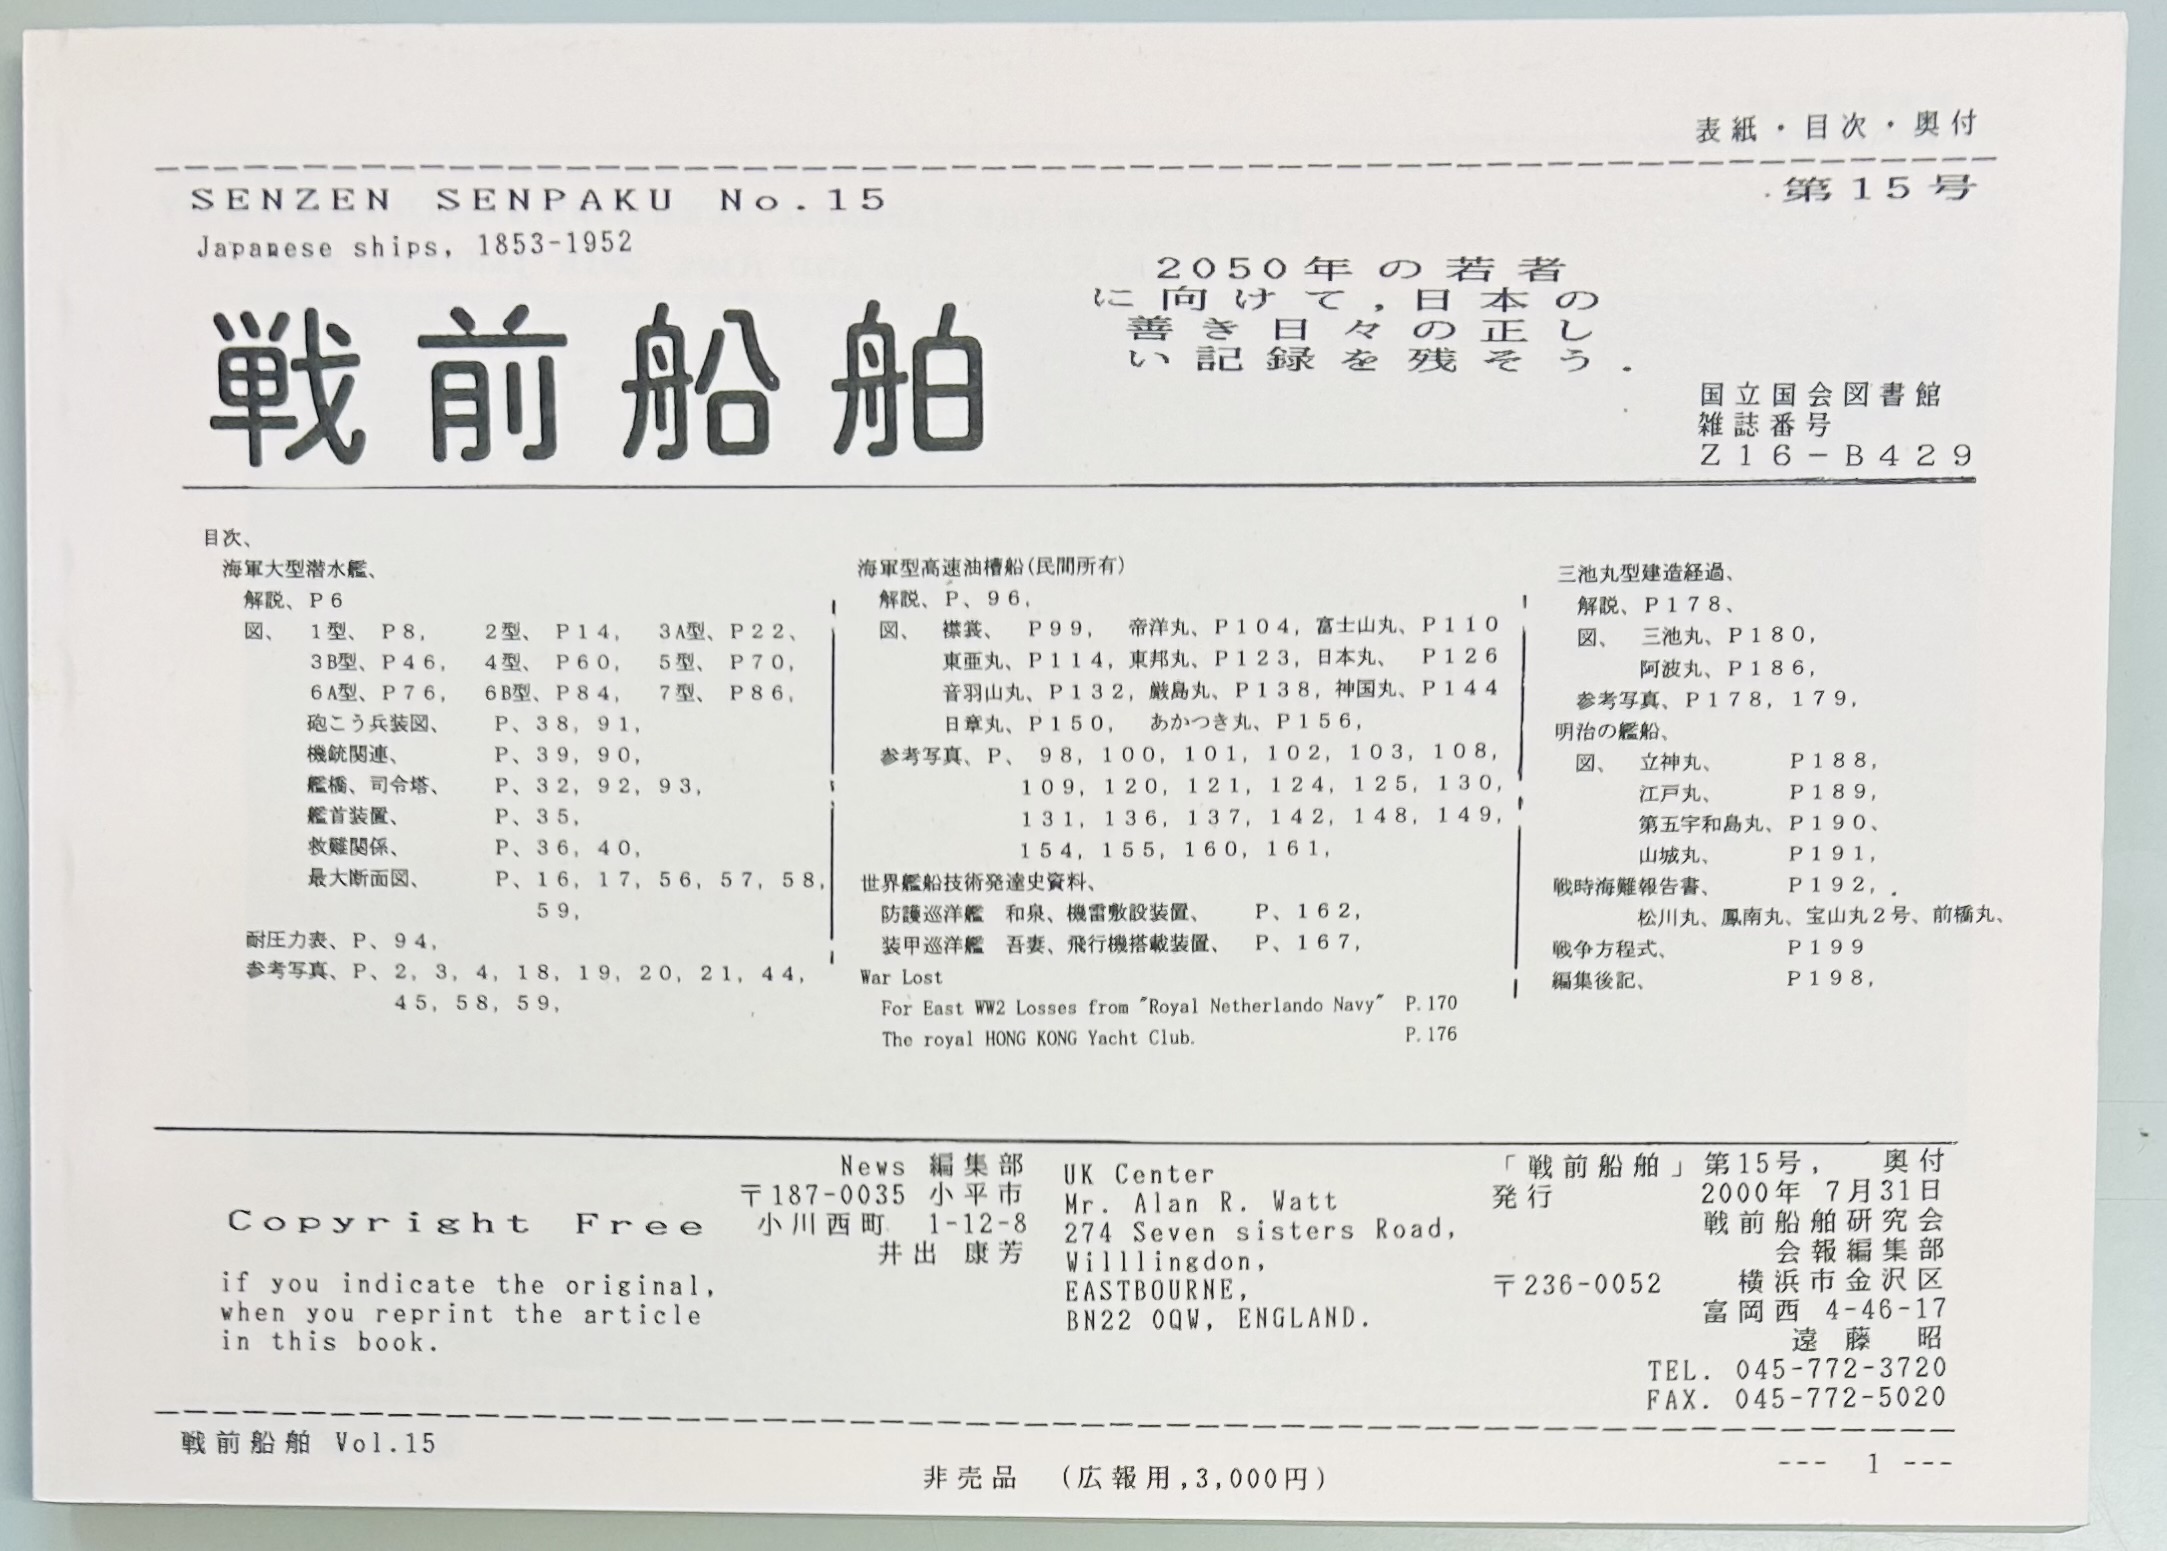 表紙・目次・奥付
SENZEN SENPAKU No.15
第15号
Japanese ships, 1853-1952
戦前船舶
2050年の若者
に向けて,日本の
善き日々の正し
い記録を残そう.
国立国会図書館
雑誌番号
Z16-B429
目次、
海軍大型潜水艦、
解説、P6
図、 1型、P8, 2型、P14, 3A型、P22、
3B型、P46, 4型、P60, 5型、P70,
6A型、P76, 6B型、P84, 7型、P86,
砲こう兵装図、 P、38, 91,
機銃関連、 P、39, 90,
艦橋、司令塔、 P、32, 92, 93,
艦首装置、 P、35,
救難関係、 P、36, 40,
最大断面図、 P、16, 17, 56, 57, 58,
59,
耐圧力表、P、94,
参考写真、P、2, 3, 4, 18, 19, 20, 21, 44,
45, 58, 59,
海軍型高速油槽船(民間所有)
解説、P、96,
図、 襟裳、 P99, 帝洋丸、P104, 富士山丸、P110
東亜丸、P114, 東邦丸、P123, 日本丸、 P126
音羽山丸、P132, 厳島丸、P138, 神国丸、P144
日章丸、P150, あかつき丸、P156,
参考写真、P、 98, 100, 101, 102, 103, 108,
109, 120, 121, 124, 125, 130,
131, 136, 137, 142, 148, 149,
154, 155, 160, 161,
世界艦船技術発達史資料、
防護巡洋艦 和泉、機雷敷設装置、 P、162,
装甲巡洋艦 吾妻、飛行機搭載装置、 P、167,
War Lost
For East WW2 Losses from "Royal Netherlando Navy" P.170
The royal HONG KONG Yacht Club. P.176
三池丸型建造経過、
解説、P178、
図、 三池丸、P180,
阿波丸、P186,
参考写真、P178, 179,
明治の艦船、
図、 立神丸、 P188,
江戸丸、 P189,
第五宇和島丸、P190、
山城丸、 P191,
戦時海難報告書、 P192,.
松川丸、鳳南丸、宝山丸2号、前橋丸、
戦争方程式、 P199
編集後記、 P198,
Copyright Free
if you indicate the original,
when you reprint the article
in this book.
News 編集部
〒187-0035 小平市
小川西町 1-12-8
井出 康芳
UK Center
Mr. Alan R. Watt
274 Seven sisters Road,
Willlingdon,
EASTBOURNE,
BN22 0QW, ENGLAND.
「戦前船舶」第15号, 奥付
発行 2000年 7月31日
戦前船舶研究会
会報編集部
〒236-0052 横浜市金沢区
富岡西 4-46-17
遠藤 昭
TEL. 045-772-3720
FAX. 045-772-5020
戦前船舶 Vol.15
--- 1 ---
非売品 (広報用,3,000円)